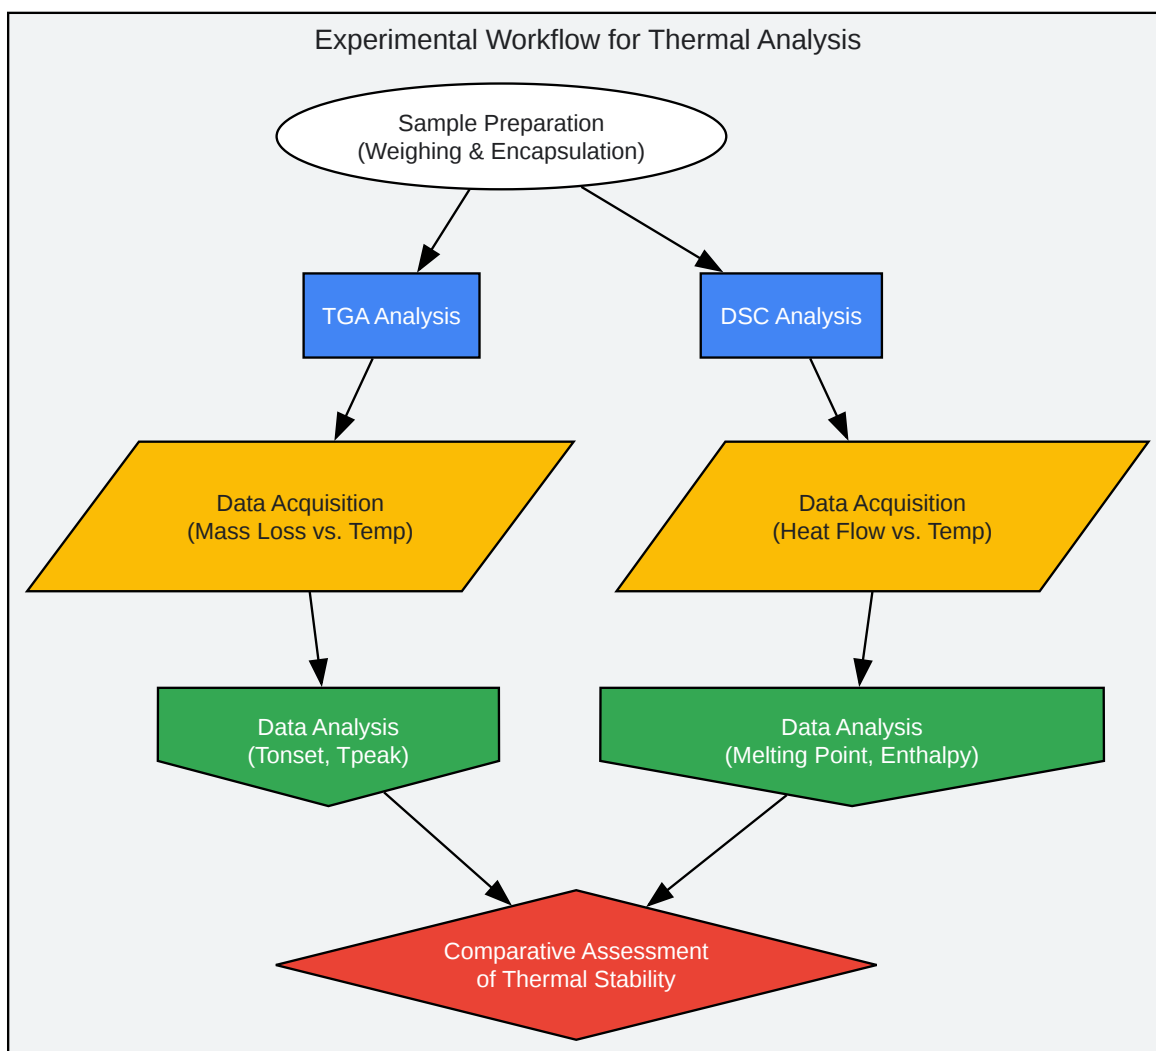 Experimental Workflow for Thermal Analysis
Sample Preparation
(Weighing & Encapsulation)
TGA Analysis
DSC Analysis
Data Acquisition
(Mass Loss vs. Temp)
Data Acquisition
(Heat Flow vs. Temp)
Data Analysis
(Tonset, Tpeak)
Data Analysis
(Melting Point, Enthalpy)
Comparative Assessment
of Thermal Stability